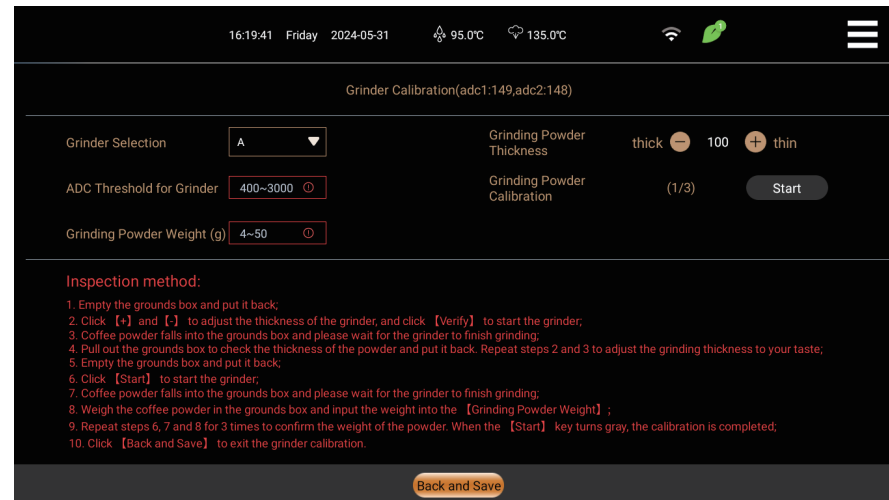 16:19:41 Friday 2024-05-31 95.0℃ 135.0℃ 1
Grinder Calibration(adc1:149,adc2:148)
Grinder Selection A
Grinding Powder
Thickness
thick 100 thin
ADC Threshold for Grinder 400~3000
Grinding Powder
Calibration
(1/3) Start
Grinding Powder Weight (g) 4~50
Inspection method:
1. Empty the grounds box and put it back;
2. Click 【+】 and 【-】 to adjust the thickness of the grinder, and click 【Verify】 to start the grinder;
3. Coffee powder falls into the grounds box and please wait for the grinder to finish grinding;
4. Pull out the grounds box to check the thickness of the powder and put it back. Repeat steps 2 and 3 to adjust the grinding thickness to your taste;
5. Empty the grounds box and put it back;
6. Click 【Start】 to start the grinder;
7. Coffee powder falls into the grounds box and please wait for the grinder to finish grinding;
8. Weigh the coffee powder in the grounds box and input the weight into the 【Grinding Powder Weight】 ;
9. Repeat steps 6, 7 and 8 for 3 times to confirm the weight of the powder. When the 【Start】 key turns gray, the calibration is completed;
10. Click 【Back and Save】 to exit the grinder calibration.
Back and Save